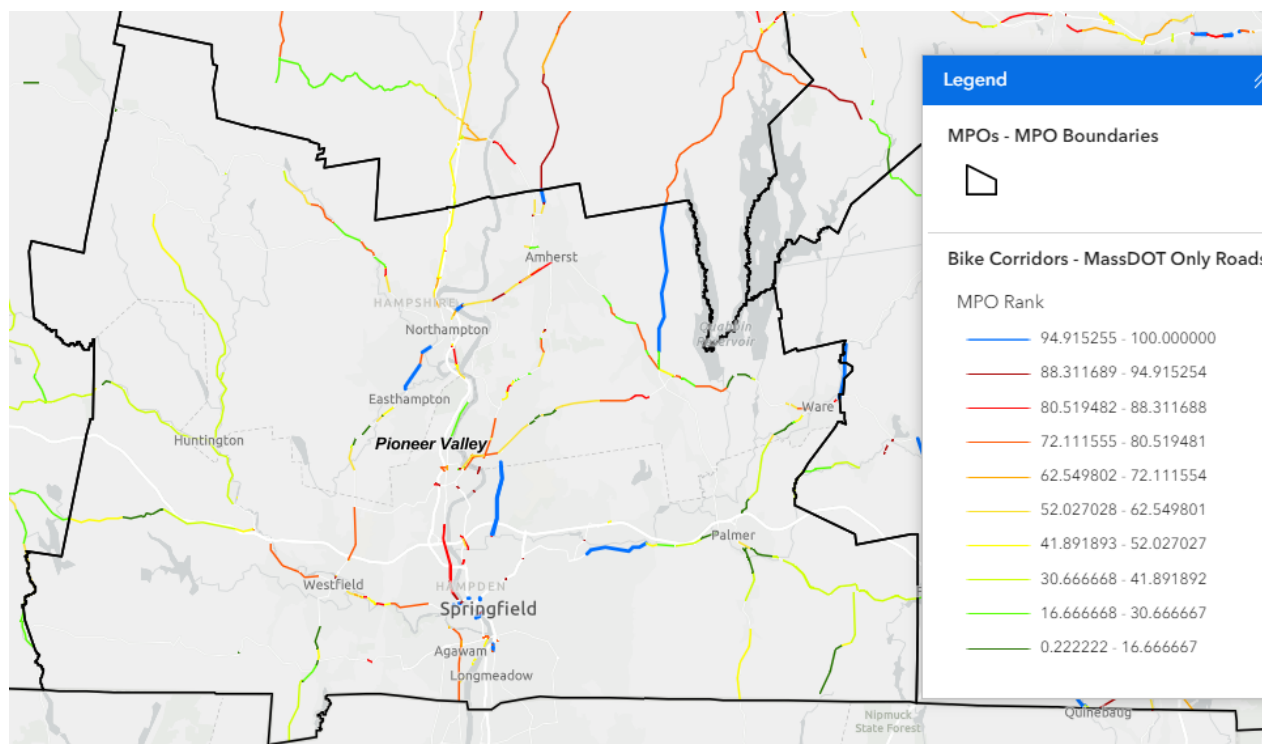 Legend
MPOs - MPO Boundaries
Bike Corridors - MassDOT Only Roads
MPO Rank
94.915255 - 100.000000
88.311689 - 94.915254
80.519482 - 88.311688
72.111555 - 80.519481
62.549802 - 72.111554
52.027028 - 62.549801
41.891893 - 52.027027
30.666668 - 41.891892
16.666668 - 30.666667
0.222222 - 16.666667
Amherst
HAMPSHIRE
Northampton
Quabbin
Reservoir
Easthampton
Ware
Huntington
Pioneer Valley
Palmer
Westfield
HAMPDEN
Springfield
Agawam
Longmeadow
Nipmuck
State Forest
Quinebaug